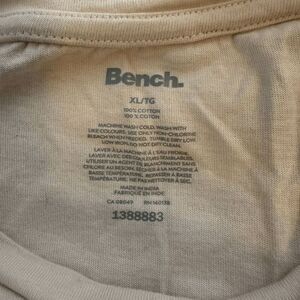 Bench.
XL/TG
100% COTTON
100 % COTON
MACHINE WASH COLD. WASH WITH
LIKE COLOURS. USE ONLY NON-CHLORINE
BLEACH WHEN NEEDED. TUMBLE DRY LOW.
LOW IRON. DO NOT DRY CLEAN.
LAVER À LA MACHINE À L'EAU FROIDE.
LAVER AVEC DES COULEURS SEMBLABLES.
UTILISER UN AGENT DE BLANCHIMENT SANS
CHLORE AU BESOIN. SÉCHER PAR CULBUTAGE À BASSE
TEMPÉRATURE. REPASSER À BASSE
TEMPÉRATURE. NE PAS NETTOYER À SEC.
MADE IN INDIA
FABRIQUÉ EN INDE
CA 08049 RN 160178
1388883